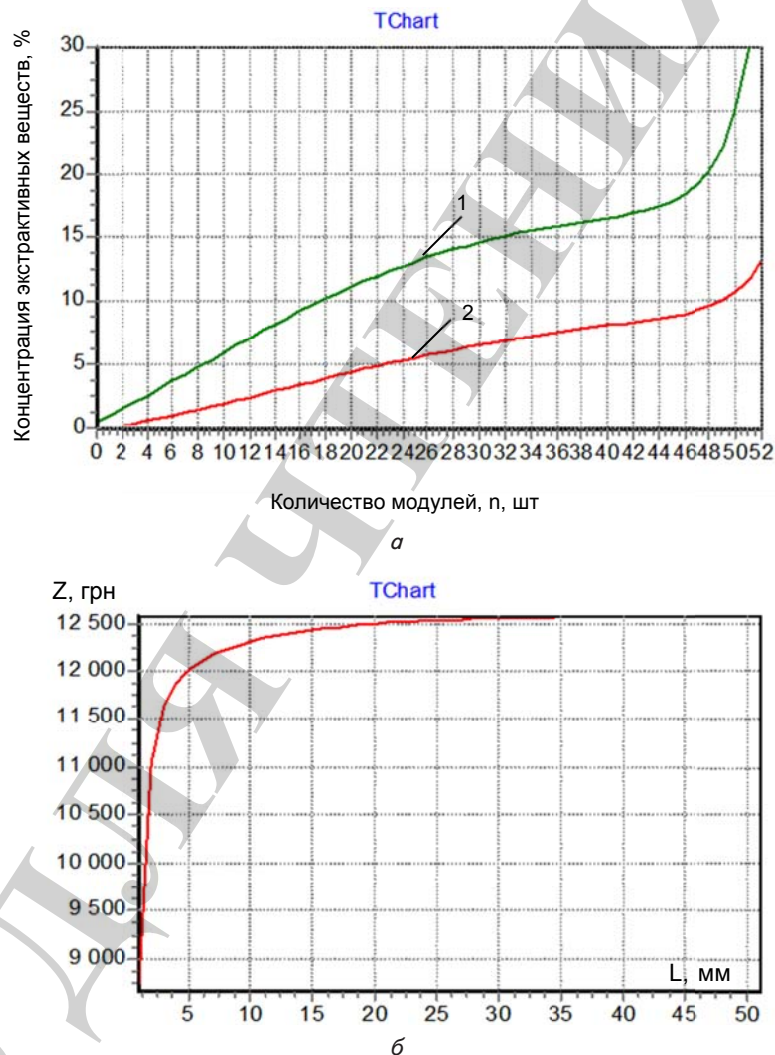 TChart
Концентрация экстрактивных веществ, %
30
25
20
15
10
5
0
1
2
0 2 4 6 8 10 12 14 16 18 20 22 24 26 28 30 32 34 36 38 40 42 44 46 48 50 52
Количество модулей, n, шт
а
Z, грн
TChart
12 500
12 000
11 500
11 000
10 500
10 000
9 500
9 000
L, мм
5 10 15 20 25 30 35 40 45 50
б
ДЛЯ ЧТЕНИЯ